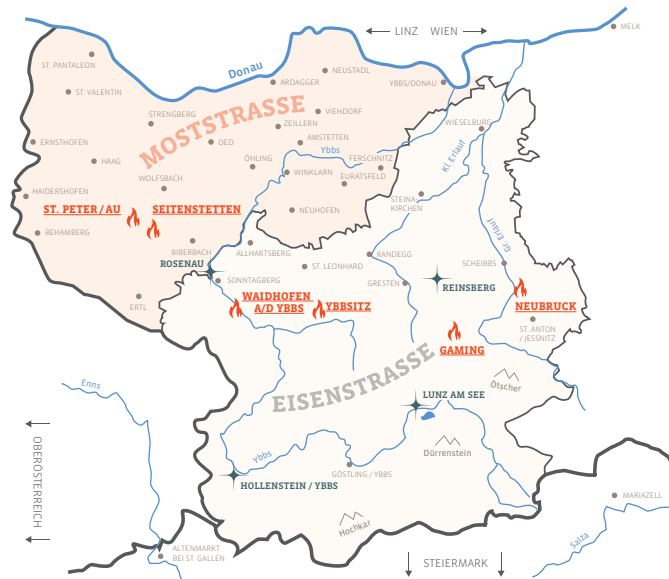 LINZ WIEN
MELK
ST. PANTALEON
Donau
NEUSTADL
ARDAGGER
YBBS/DONAU
ST. VALENTIN
MOSTSTRASSE
STRENGBERG
VIEHDORF
ZEILLERN
WIESELBURG
ERNSTHOFEN
OED
AMSTETTEN
Ybbs
Kl. Erlauf
HAAG
ÖHLING
FERSCHNITZ
WINKLARN
EURATSFELD
WOLFSBACH
HAIDERSHOFEN
STEINA-
KIRCHEN
ST. PETER/AU
SEITENSTETTEN
NEUHOFEN
BEHAMBERG
Gr. Erlauf
BIBERBACH
ALLHARTSBERG
RANDEGG
ROSENAU
ST. LEONHARD
SCHEIBBS
SONNTAGBERG
GRESTEN
REINSBERG
ERTL
WAIDHOFEN
A/D YBBS
YBBSITZ
NEUBRUCK
ST. ANTON
/ JESSNITZ
GAMING
EISENSTRASSE
Ötscher
Enns
LUNZ AM SEE
Dürrenstein
Ybbs
GÖSTLING / YBBS
HOLLENSTEIN / YBBS
OBERÖSTERREICH
MARIAZELL
Hochkar
Salza
ALTENMARKT
BEI ST. GALLEN
STEIERMARK